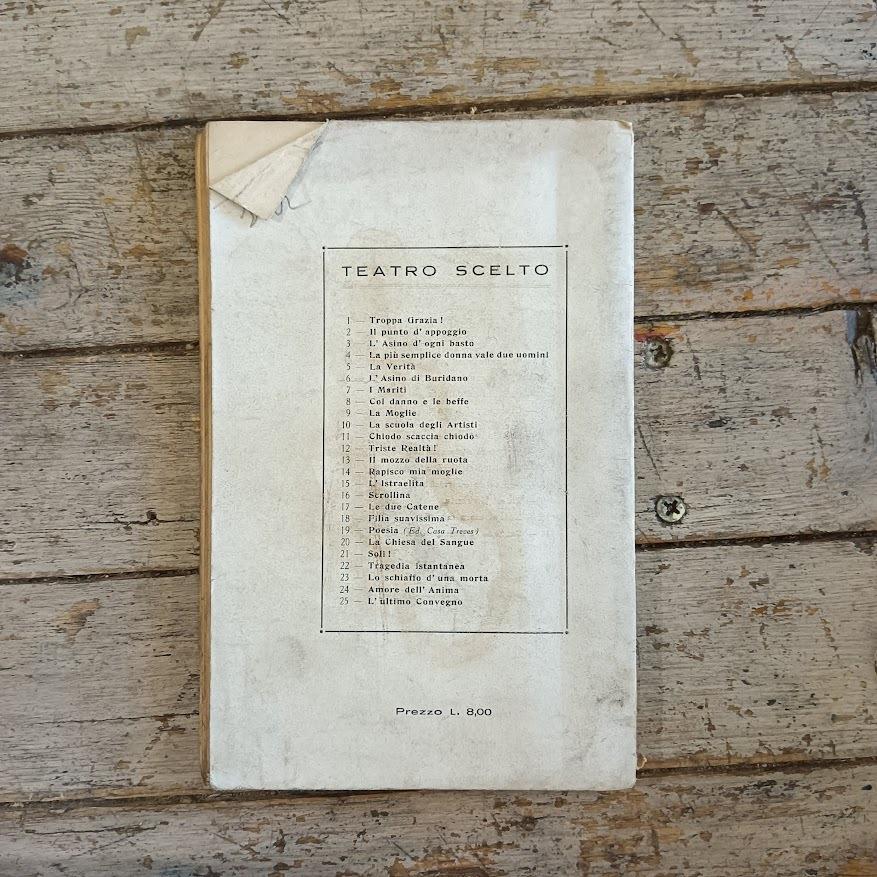 TEATRO SCELTO
1 — Troppa Grazia!
2 — Il punto d'appoggio
3 — L'Asino d'ogni basto
4 — La più semplice donna vale due uomini
5 — La Verità
6 — L'Asino di Buridano
7 — I Mariti
8 — Col danno e le beffe
9 — La Moglie
10 — La scuola degli Artisti
11 — Chiodo scaccia chiodo
12 — Triste Realtà!
13 — Il mozzo della ruota
14 — Rapisco mia moglie
15 — L'Istraelita
16 — Scrollina
17 — Le due Catene
18 — Filia suavissima
19 — Poesia (Ed. Casa Treves)
20 — La Chiesa del Sangue
21 — Soli!
22 — Tragedia istantanea
23 — Lo schiaffo d'una morta
24 — Amore dell'Anima
25 — L'ultimo Convegno
Prezzo L. 8,00